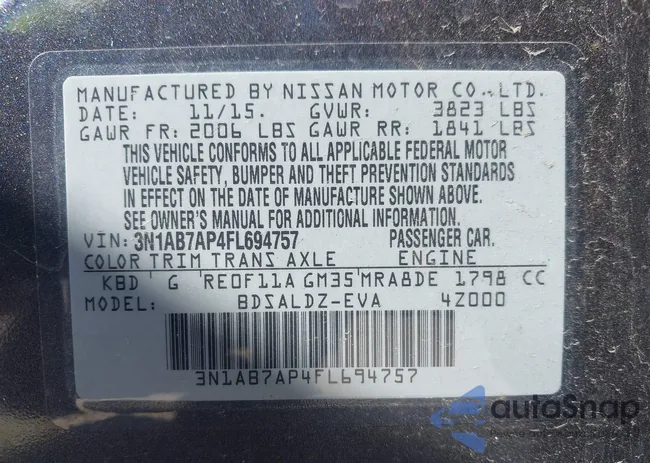 MANUFACTURED BY NISSAN MOTOR CO., LTD.
DATE: 11/15. GVWR: 3823 LBS
GAWR FR: 2006 LBS GAWR RR: 1841 LBS
THIS VEHICLE CONFORMS TO ALL APPLICABLE FEDERAL MOTOR
VEHICLE SAFETY, BUMPER AND THEFT PREVENTION STANDARDS
IN EFFECT ON THE DATE OF MANUFACTURE SHOWN ABOVE.
SEE OWNER'S MANUAL FOR ADDITIONAL INFORMATION.
VIN: 3N1AB7AP4FL694757 PASSENGER CAR.
COLOR TRIM TRANS AXLE ENGINE
KBD G RE0F11A GM35 MRA8DE 1798 CC
MODEL: BDSALDZ-EVA 4Z000
3N1AB7AP4FL694757
autoSnap